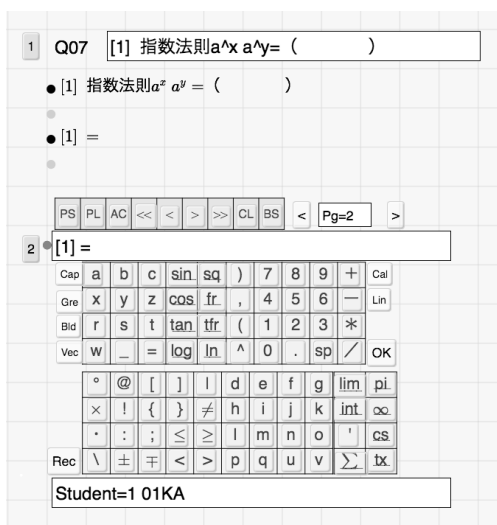 1 Q07 [1] 指数法則a^x a^y= (　　　)
[1] 指数法則a^x a^y = (　　　)
[1] =
PS PL AC << < > >> CL BS < Pg=2 >
2 [1] =
Cap a b c sin sq ) 7 8 9 + Cal
Gre x y z cos fr , 4 5 6 — Lin
Bld r s t tan tfr ( 1 2 3 *
Vec w _ = log ln ^ 0 . sp / OK
° @ [ ] | d e f g lim pi
× ! { } ≠ h i j k int ∞
· : ; ≤ ≥ l m n o ' cs
Rec \ ± ∓ < > p q u v ∑ tx
Student=1 01KA